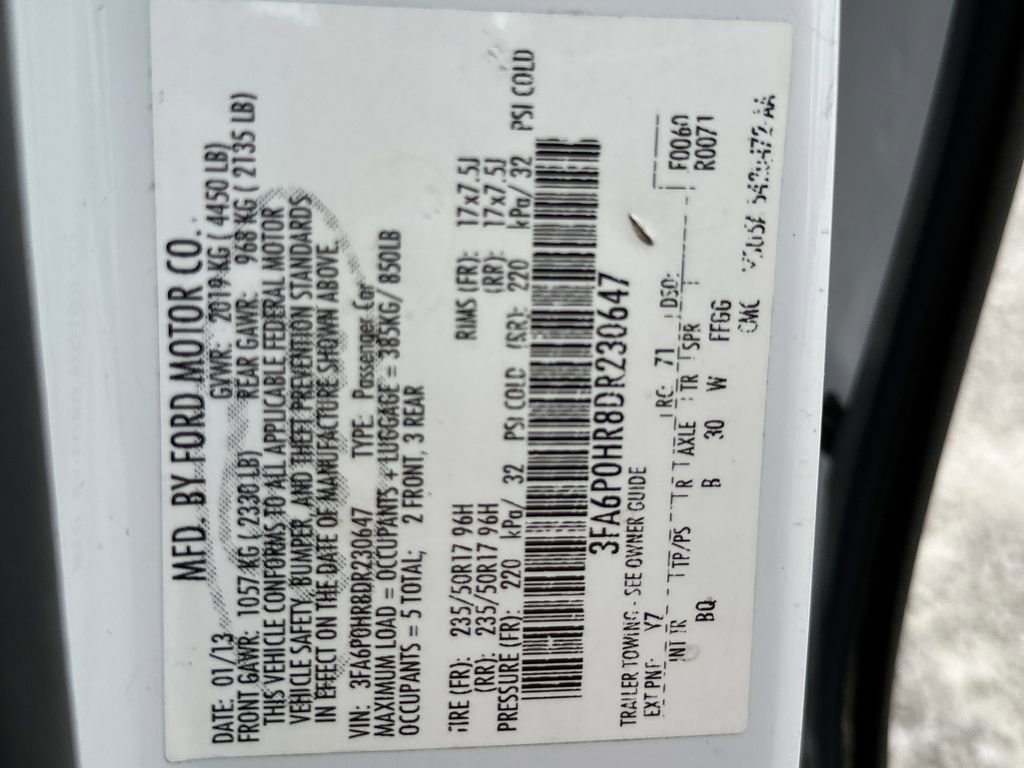 MFD. BY FORD MOTOR CO.
DATE: 01/13 GVWR: 2019 KG ( 4450 LB)
FRONT GAWR: 1057 KG ( 2330 LB) REAR GAWR: 968 KG ( 2135 LB)
THIS VEHICLE CONFORMS TO ALL APPLICABLE FEDERAL MOTOR
VEHICLE SAFETY, BUMPER, AND THEFT PREVENTION STANDARDS
IN EFFECT ON THE DATE OF MANUFACTURE SHOWN ABOVE.
VIN: 3FA6P0HR8DR230647 TYPE: Passenger Car
MAXIMUM LOAD = OCCUPANTS + LUGGAGE = 385KG/ 850LB
OCCUPANTS = 5 TOTAL; 2 FRONT, 3 REAR
TIRE (FR): 235/50R17 96H RIMS (FR): 17x7.5J
(RR): 235/50R17 96H (RR): 17x7.5J
PRESSURE (FR): 220 kPa/ 32 PSI COLD (RR): 220 kPa/ 32 PSI COLD
3FA6P0HR8DR230647
TRAILER TOWING - SEE OWNER GUIDE
EXT PNT: YZ RC: 71 DSO: F0060
INT TR TP/PS R AXLE TR SPR R0071
BQ B 30 W FFGG
CMC